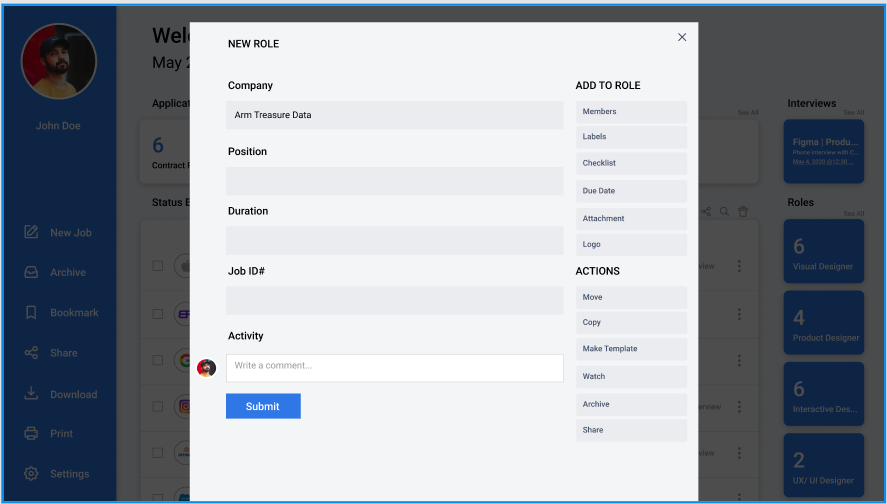 John Doe
New Job
Archive
Bookmark
Share
Download
Print
Settings
Wel
May 2
Applicat
6
Contract F
Status E
NEW ROLE
Company
Arm Treasure Data
Position
Duration
Job ID#
Activity
Write a comment...
Submit
ADD TO ROLE
Members
Labels
Checklist
Due Date
Attachment
Logo
ACTIONS
Move
Copy
Make Template
Watch
Archive
Share
See All
view
erview
view
Interviews
See All
Figma | Produ...
Phone interview with C...
May 4, 2020 @12:30 ...
Roles
See All
6
Visual Designer
4
Product Designer
6
Interactive Des...
2
UX/ UI Designer